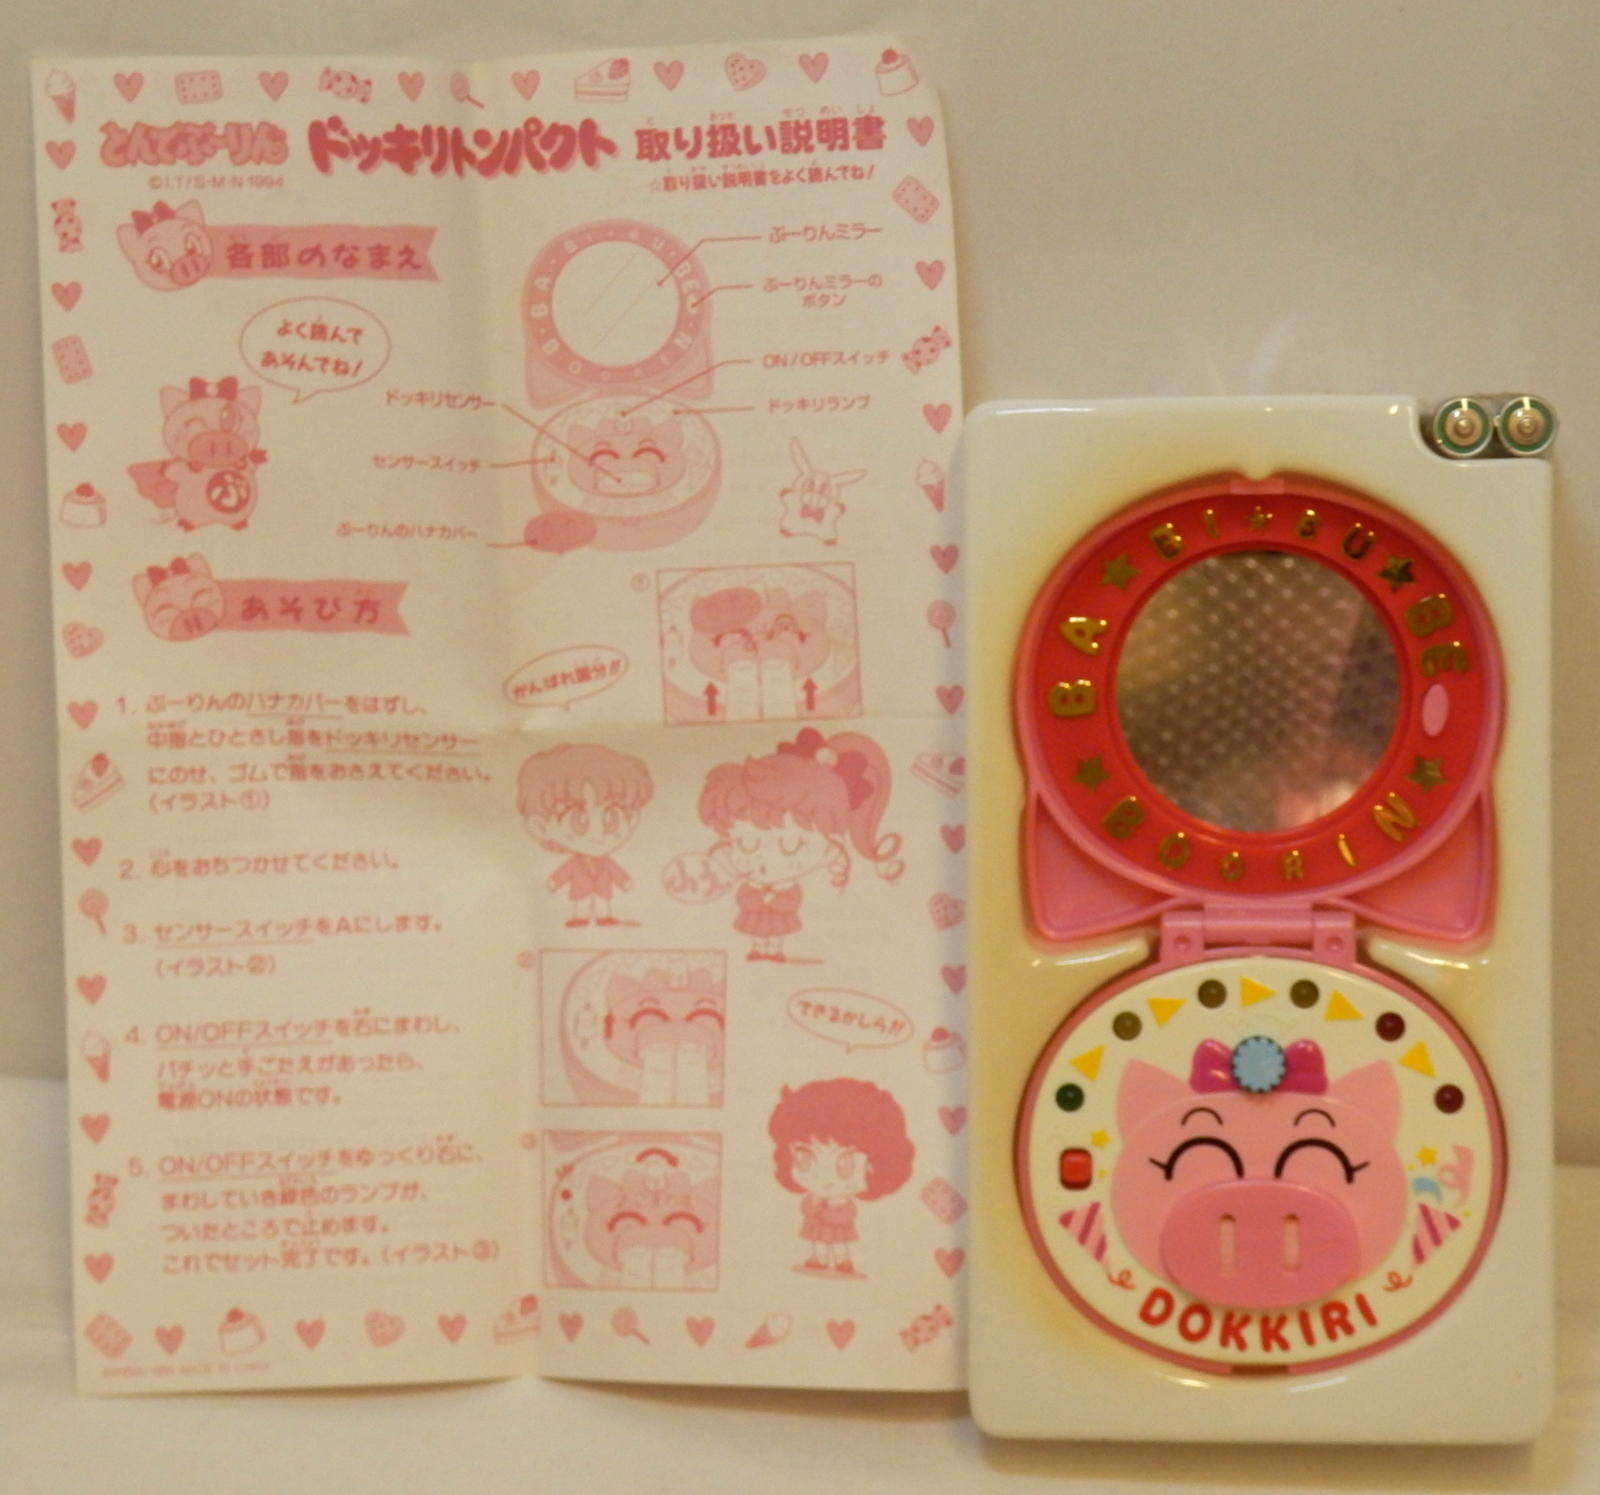 とんでぶーりん ドッキリトンパクト 取り扱い説明書
©I.T/S・M・N 1994
☆取り扱い説明書をよく読んでね!
各部のなまえ
よく読んで
あそんでね!
ぶーりんミラー
ぶーりんミラーの
ボタン
ON/OFFスイッチ
ドッキリランプ
ドッキリセンサー
センサースイッチ
ぶーりんのハナカバー
ぶ
あそび方
1. ぶーりんのハナカバーをはずし、
中指とひとさし指をドッキリセンサー
にのせ、ゴムで指をおさえてください。
(イラスト①)
2. 心をおちつかせてください。
3. センサースイッチをAにします。
(イラスト②)
4. ON/OFFスイッチを右にまわし、
パチッと手ごたえがあったら、
電源ONの状態です。
5. ON/OFFスイッチをゆっくり右に、
まわしていき緑色のランプが、
ついたところで止めます。
これでセット完了です。(イラスト③)
①
がんばれ国分!!
②
できるかしら!!
③
BA★BI★BU★BE
★BOORIN★
DOKKIRI